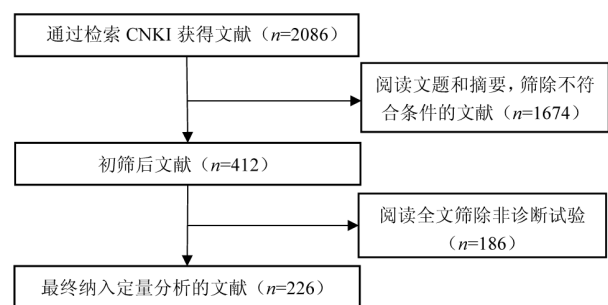 通过检索 CNKI 获得文献（n=2086）
阅读文题和摘要，筛除不符
合条件的文献（n=1674）
初筛后文献（n=412）
阅读全文筛除非诊断试验
（n=186）
最终纳入定量分析的文献（n=226）